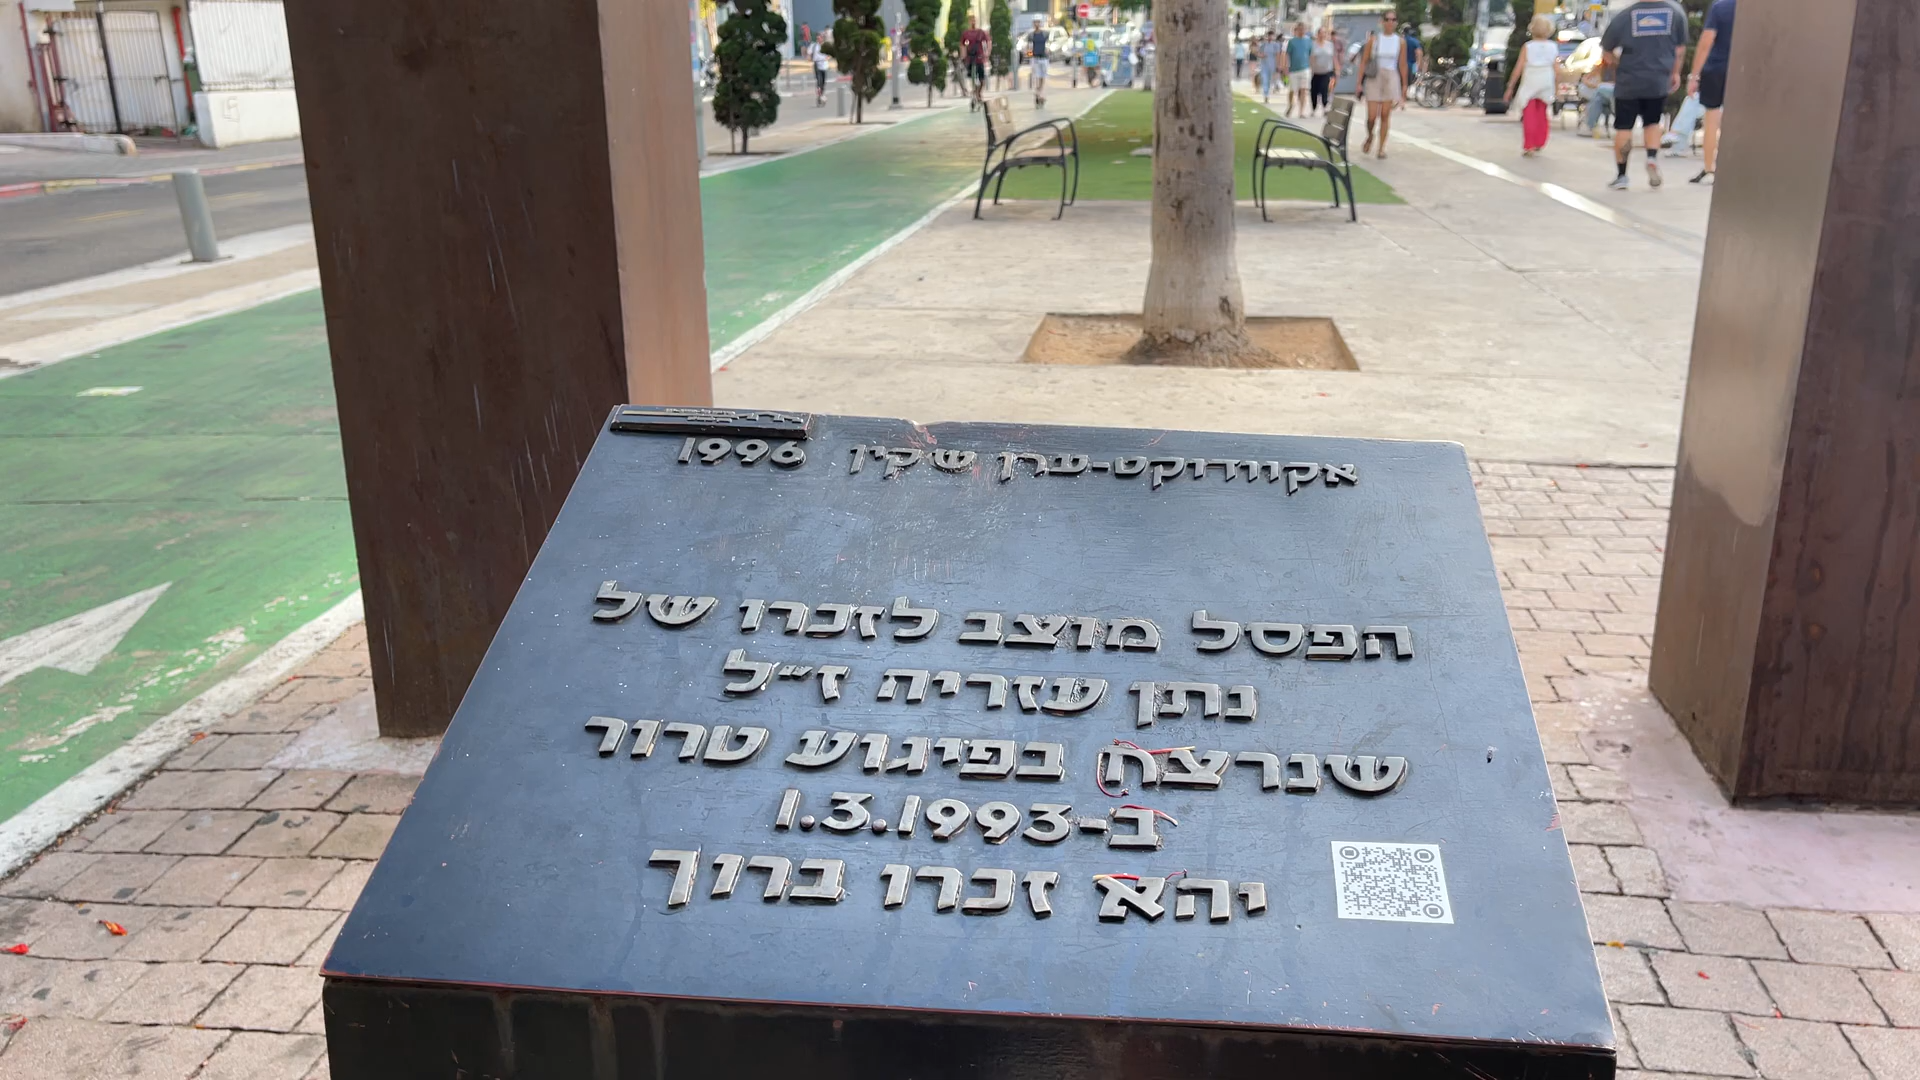 אקוודוקט-ערן שקין 1996
הפסל מוצב לזכרו של
נתן עזריה ז״ל
שנרצח בפיגוע טרור
ב-1.3.1993
יהא זכרו ברוך